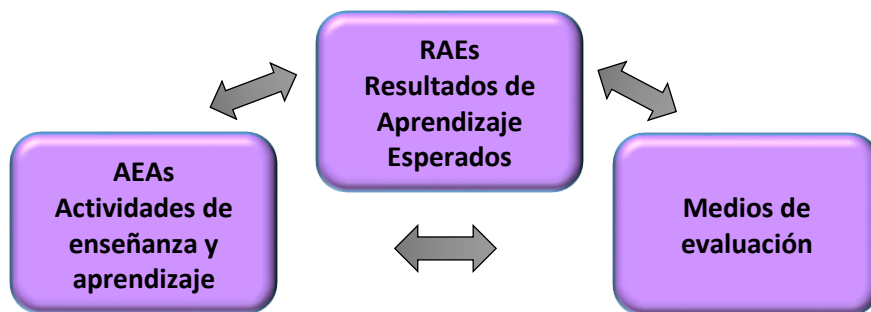 RAEs
Resultados de
Aprendizaje
Esperados
AEAs
Actividades de
enseñanza y
aprendizaje
Medios de
evaluación